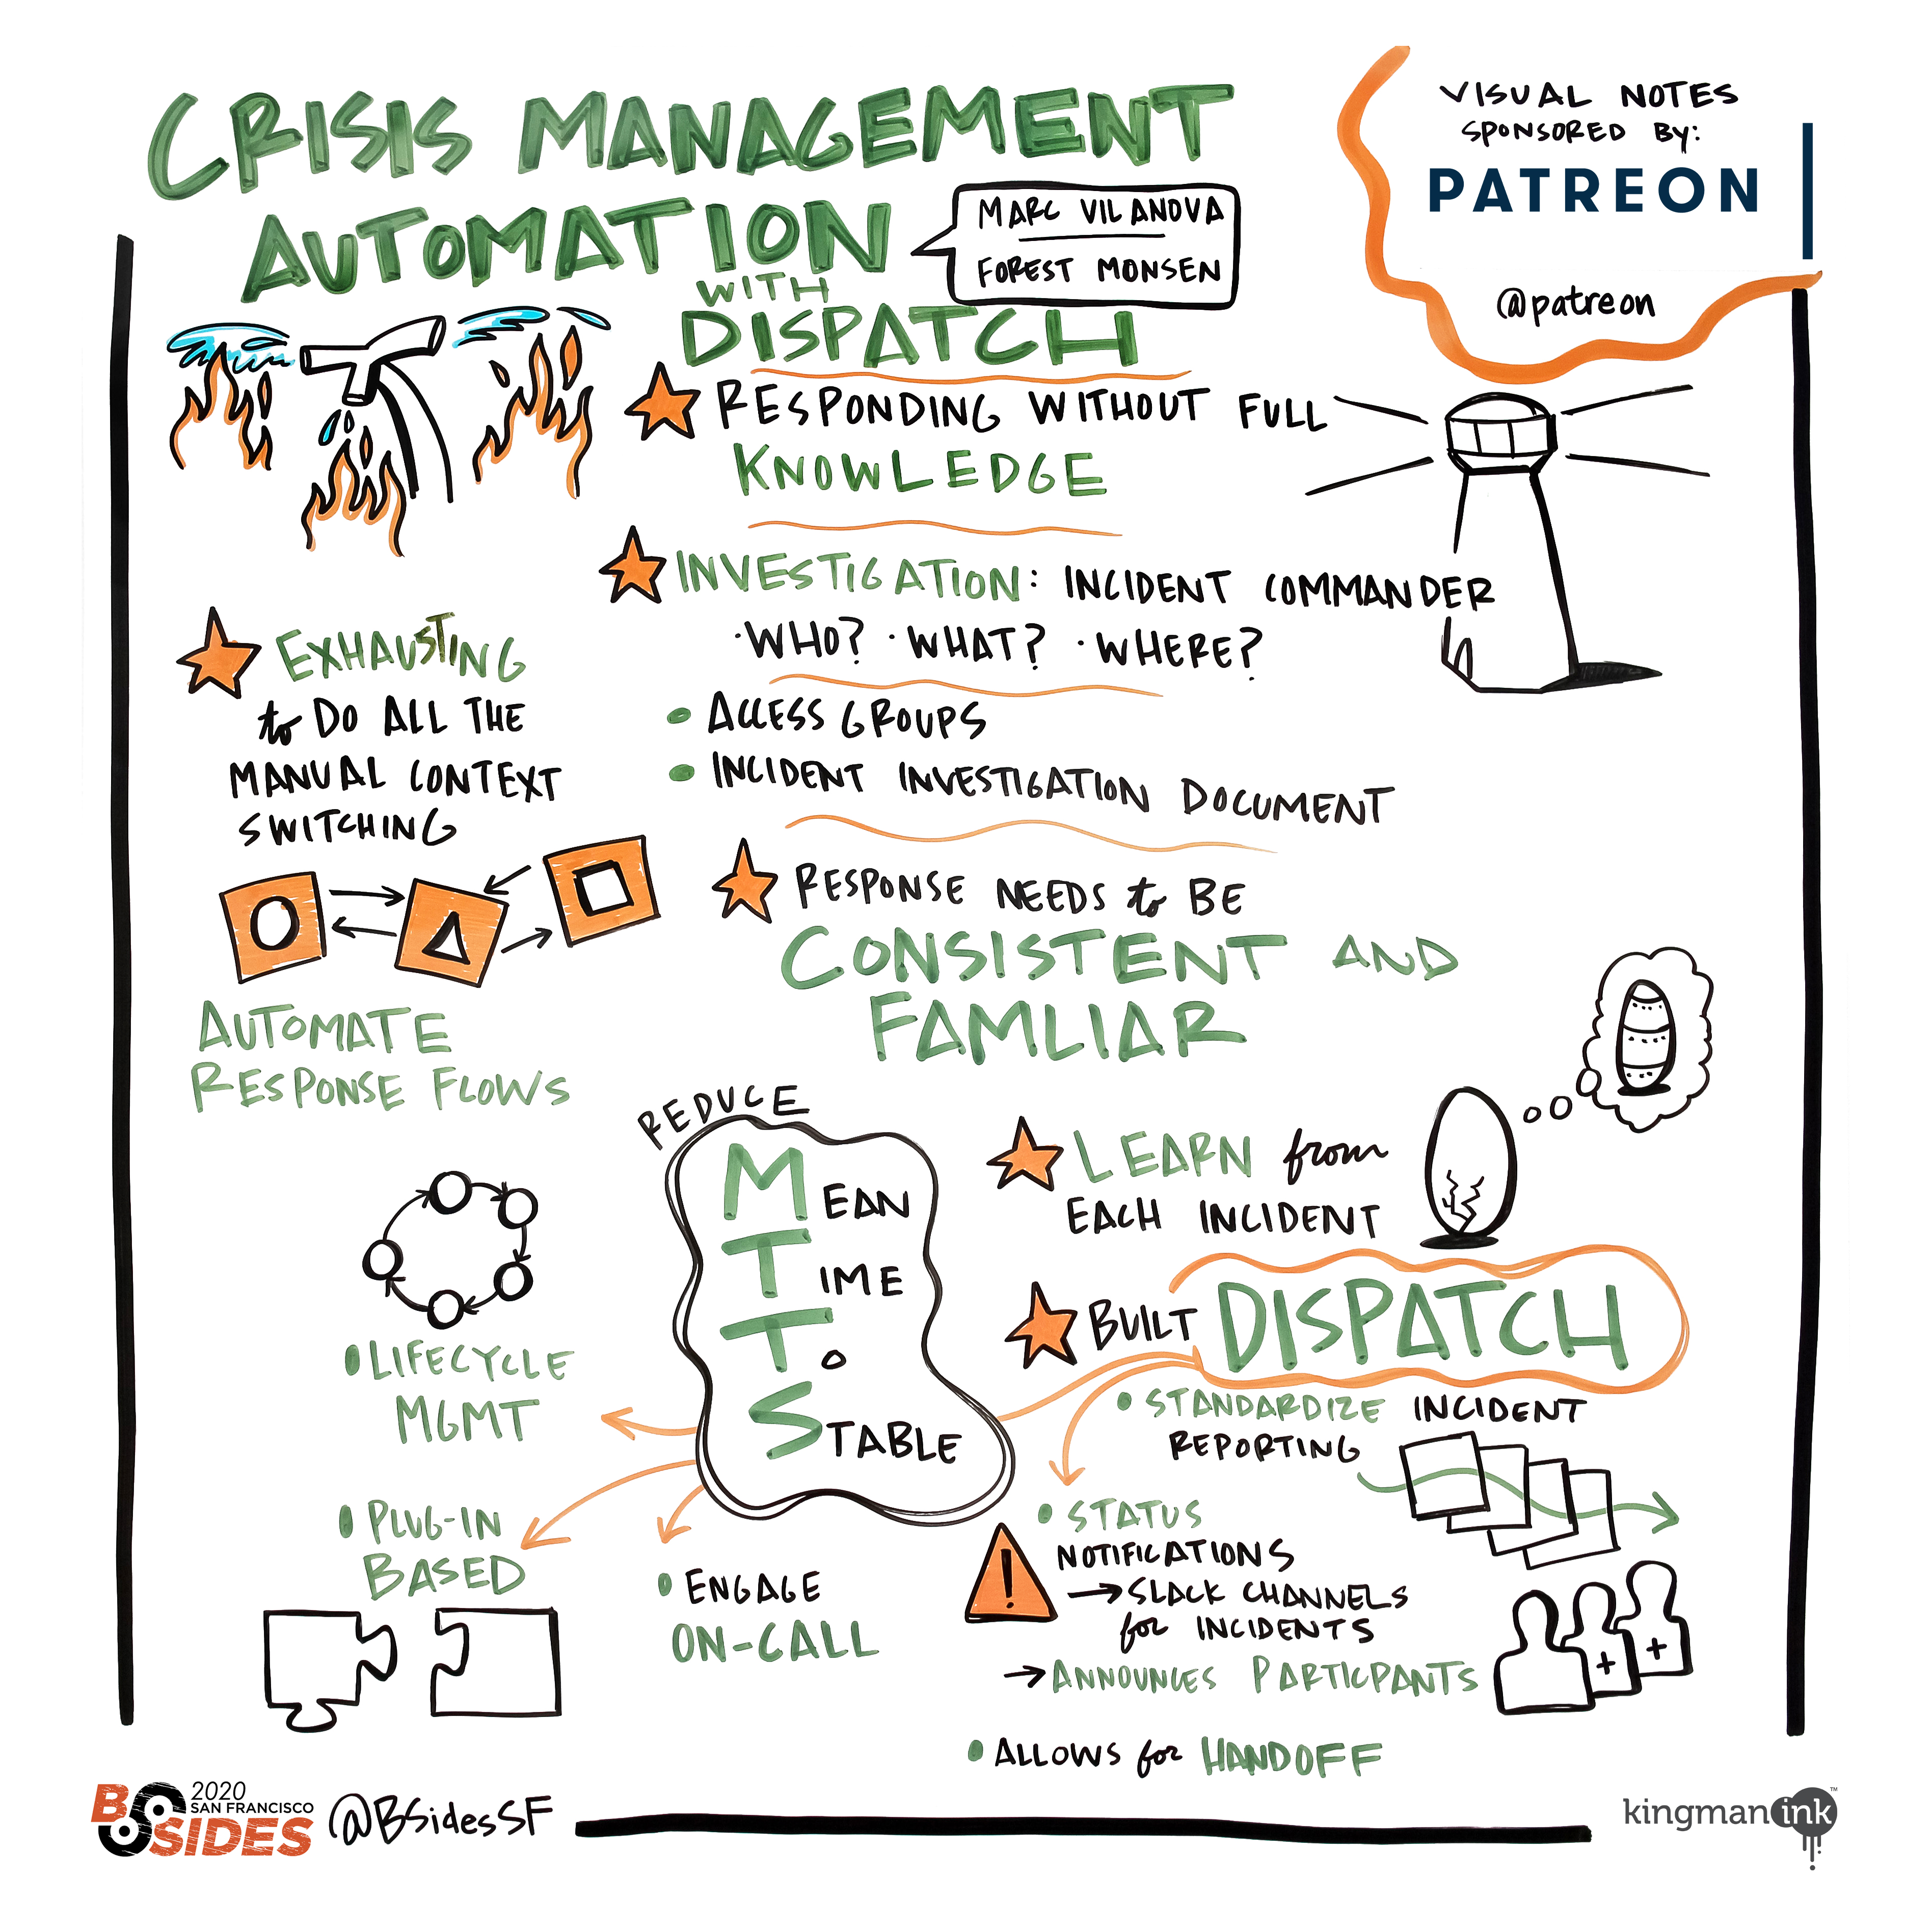 CRISIS MANAGEMENT
AUTOMATION
WITH
DISPATCH
MARC VILANOVA
FOREST MONSEN
VISUAL NOTES
SPONSORED BY:
PATREON
@patreon
RESPONDING WITHOUT FULL
KNOWLEDGE
INVESTIGATION: INCIDENT COMMANDER
·WHO? ·WHAT? ·WHERE?
• ACCESS GROUPS
• INCIDENT INVESTIGATION DOCUMENT
EXHAUSTING
to DO ALL THE
MANUAL CONTEXT
SWITCHING
AUTOMATE
RESPONSE FLOWS
RESPONSE NEEDS to BE
CONSISTENT AND
FAMLIAR
REDUCE
MEAN
TIME
TO
STABLE
LEARN from
EACH INCIDENT
BUILT DISPATCH
• STANDARDIZE INCIDENT
REPORTING
• LIFECYCLE
MGMT
• PLUG-IN
BASED
• ENGAGE
ON-CALL
• STATUS
NOTIFICATIONS
→ SLACK CHANNELS
for INCIDENTS
→ ANNOUNCES PARTICPANTS
• ALLOWS for HANDOFF
!
+ +
BSIDES
2020
SAN FRANCISCO
@BSidesSF
kingman ink™